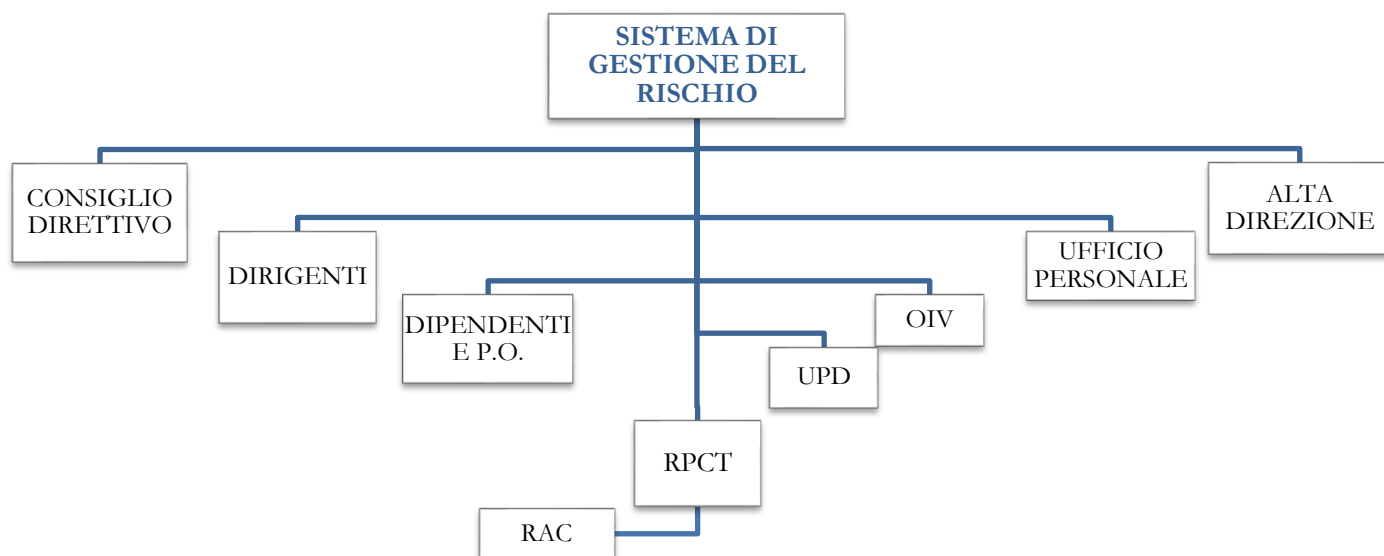 SISTEMA DI
GESTIONE DEL
RISCHIO
CONSIGLIO
DIRETTIVO
ALTA
DIREZIONE
DIRIGENTI
UFFICIO
PERSONALE
DIPENDENTI
E P.O.
OIV
UPD
RPCT
RAC